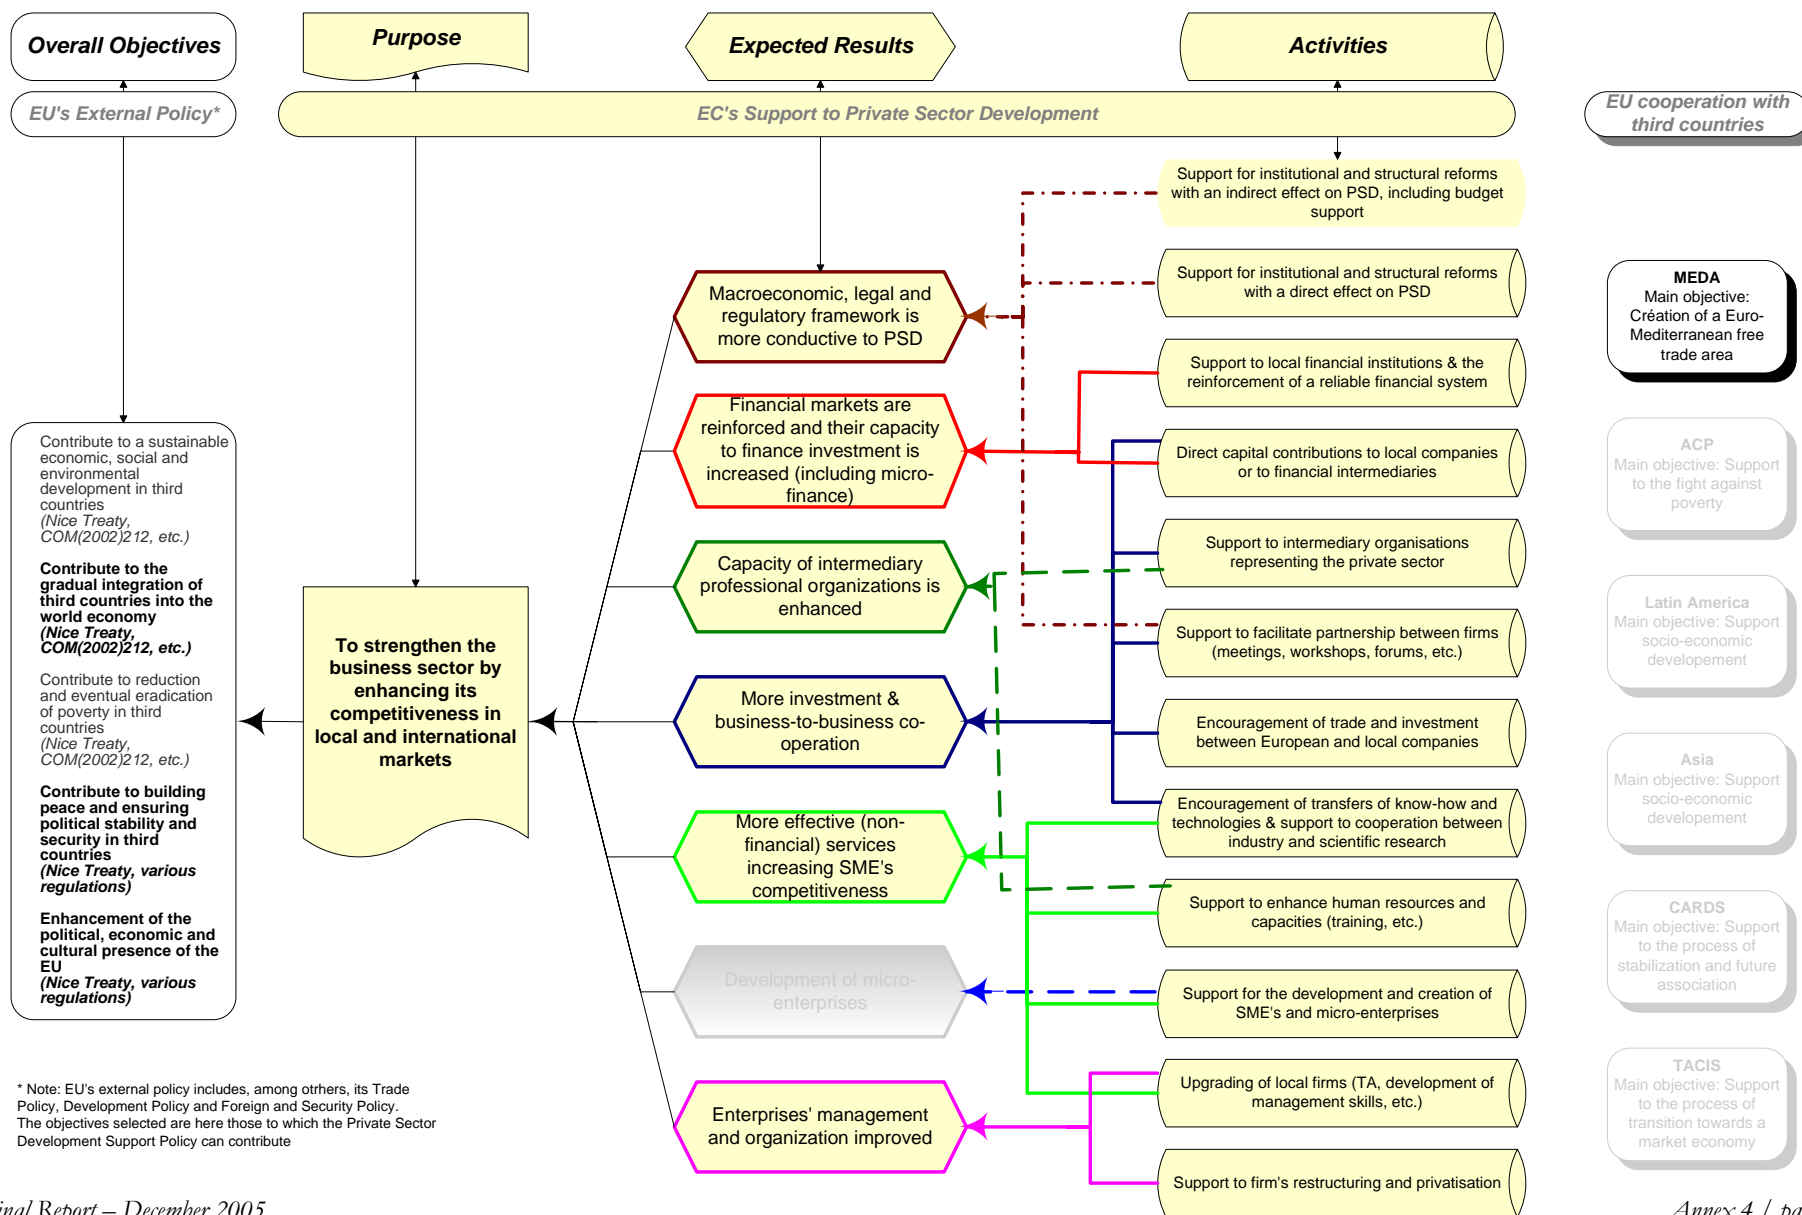 Overall Objectives
Purpose
Expected Results
Activities
EU's External Policy*
EC's Support to Private Sector Development
EU cooperation with
third countries
Contribute to a sustainable
economic, social and
environmental
development in third
countries
(Nice Treaty,
COM(2002)212, etc.)
Contribute to the
gradual integration of
third countries into the
world economy
(Nice Treaty,
COM(2002)212, etc.)
Contribute to reduction
and eventual eradication
of poverty in third
countries
(Nice Treaty,
COM(2002)212, etc.)
Contribute to building
peace and ensuring
political stability and
security in third
countries
(Nice Treaty, various
regulations)
Enhancement of the
political, economic and
cultural presence of the
EU
(Nice Treaty, various
regulations)
To strengthen the
business sector by
enhancing its
competitiveness in
local and international
markets
Macroeconomic, legal and
regulatory framework is
more conductive to PSD
Financial markets are
reinforced and their capacity
to finance investment is
increased (including micro-
finance)
Capacity of intermediary
professional organizations is
enhanced
More investment &
business-to-business co-
operation
More effective (non-
financial) services
increasing SME's
competitiveness
Development of micro-
enterprises
Enterprises' management
and organization improved
Support for institutional and structural reforms
with an indirect effect on PSD, including budget
support
Support for institutional and structural reforms
with a direct effect on PSD
Support to local financial institutions & the
reinforcement of a reliable financial system
Direct capital contributions to local companies
or to financial intermediaries
Support to intermediary organisations
representing the private sector
Support to facilitate partnership between firms
(meetings, workshops, forums, etc.)
Encouragement of trade and investment
between European and local companies
Encouragement of transfers of know-how and
technologies & support to cooperation between
industry and scientific research
Support to enhance human resources and
capacities (training, etc.)
Support for the development and creation of
SME's and micro-enterprises
Upgrading of local firms (TA, development of
management skills, etc.)
Support to firm's restructuring and privatisation
MEDA
Main objective:
Création of a Euro-
Mediterranean free
trade area
ACP
Main objective: Support
to the fight against
poverty
Latin America
Main objective: Support
socio-economic
developement
Asia
Main objective: Support
socio-economic
developement
CARDS
Main objective: Support
to the process of
stabilization and future
association
TACIS
Main objective: Support
to the process of
transition towards a
market economy
* Note: EU's external policy includes, among otrhers, its Trade
Policy, Development Policy and Foreign and Security Policy.
The objectives selected are here those to which the Private Sector
Development Support Policy can contribute
inal Report – December 2005
Annex 4 / pa